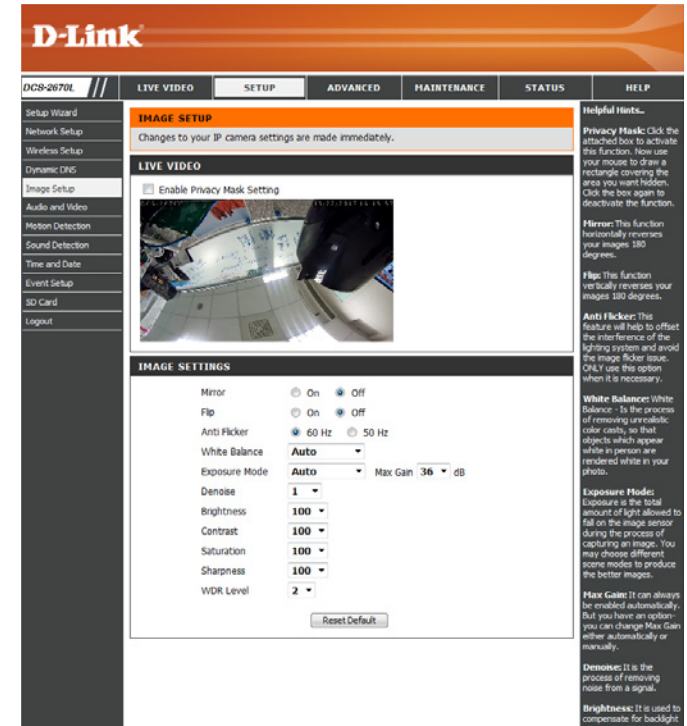 D-Link
DCS-2670L
LIVE VIDEO SETUP ADVANCED MAINTENANCE STATUS HELP
Setup Wizard
Network Setup
Wireless Setup
Dynamic DNS
Image Setup
Audio and Video
Motion Detection
Sound Detection
Time and Date
Event Setup
SD Card
Logout
IMAGE SETUP
Changes to your IP camera settings are made immediately.
LIVE VIDEO
Enable Privacy Mask Setting
IMAGE SETTINGS
Mirror On Off
Flip On Off
Anti Flicker 60 Hz 50 Hz
White Balance Auto
Exposure Mode Auto Max Gain 36 dB
Denoise 1
Brightness 100
Contrast 100
Saturation 100
Sharpness 100
WDR Level 2
Reset Default
Helpful Hints..
Privacy Mask: Click the
attached box to activate
this function. Now use
your mouse to draw a
rectangle covering the
area you want hidden.
Click the box again to
deactivate the function.
Mirror: This function
horizontally reverses
your images 180
degrees.
Flip: This function
vertically reverses your
images 180 degrees.
Anti Flicker: This
feature will help to offset
the interference of the
lighting system and avoid
the image flicker issue.
ONLY use this option
when it is necessary.
White Balance: White
Balance - Is the process
of removing unrealistic
color casts, so that
objects which appear
white in person are
rendered white in your
photo.
Exposure Mode:
Exposure is the total
amount of light allowed to
fall on the image sensor
during the process of
capturing an image. You
may choose different
scene modes to produce
the better images.
Max Gain: It can always
be enabled automatically.
But you have an option-
you can change Max Gain
either automatically or
manually.
Denoise: It is the
process of removing
noise from a signal.
Brightness: It is used to
compensate for backlight